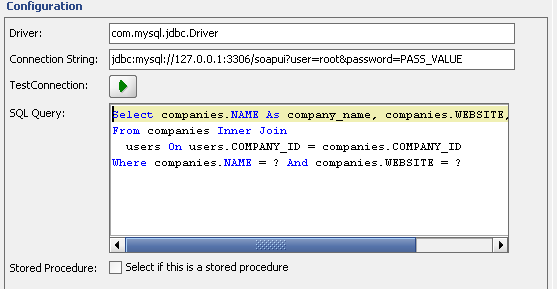 Configuration
Driver: com.mysql.jdbc.Driver
Connection String: jdbc:mysql://127.0.0.1:3306/soapui?user=root&password=PASS_VALUE
TestConnection:
SQL Query: Select companies.NAME As company_name, companies.WEBSITE,
From companies Inner Join
users On users.COMPANY_ID = companies.COMPANY_ID
Where companies.NAME = ? And companies.WEBSITE = ?
Stored Procedure: Select if this is a stored procedure